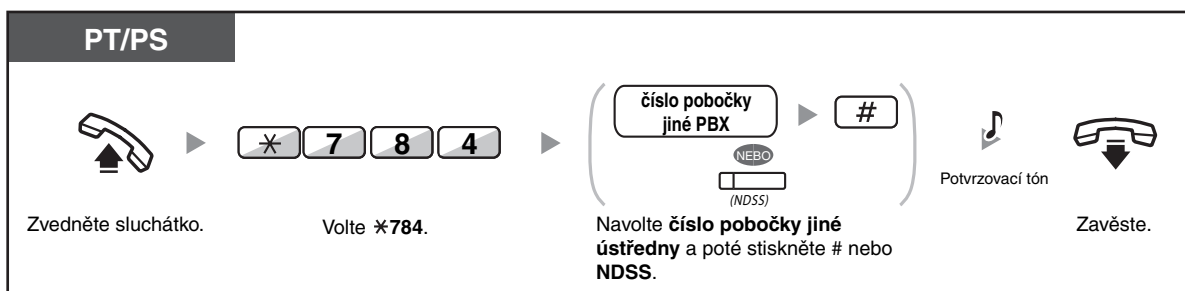 PT/PS
číslo pobočky
jiné PBX
#
✳ 7 8 4
NEBO
(NDSS)
Potvrzovací tón
Zvedněte sluchátko.
Volte ✳784.
Navolte číslo pobočky jiné
ústředny a poté stiskněte # nebo
NDSS.
Zavěste.